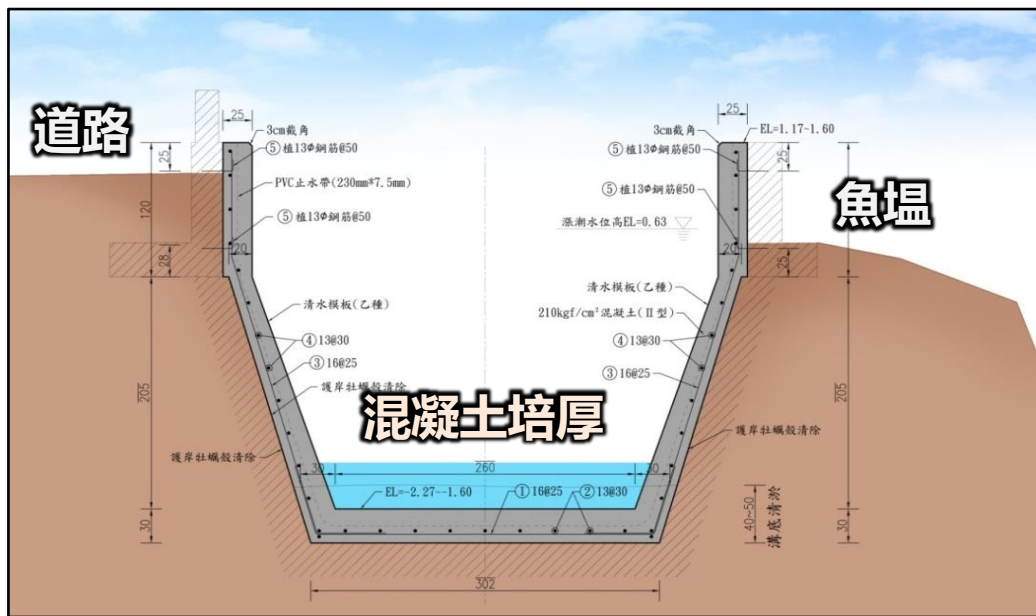 道路
魚塭
混凝土培厚
25
3cm截角
⑤植13Φ鋼筋@50
PVC止水帶(230mm*7.5mm)
⑤植13Φ鋼筋@50
25
120
28
20
205
30
清水模板(乙種)
④13@30
③16@25
護岸牡蠣殼清除
護岸牡蠣殼清除
30
260
30
EL=-2.27--1.60
①16@25
②13@30
302
25
3cm截角
EL=1.17-1.60
⑤植13Φ鋼筋@50
⑤植13Φ鋼筋@50
漲潮水位高EL=0.63
20
25
120
25
清水模板(乙種)
210kgf/cm²混凝土(II型)
④13@30
③16@25
205
護岸牡蠣殼清除
40~50
溝底清淤
30